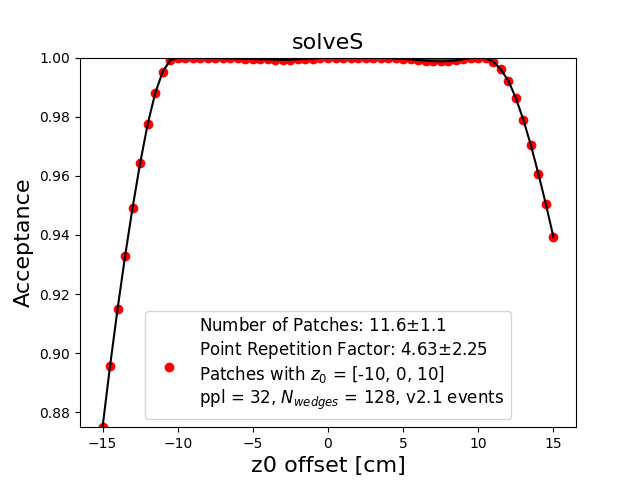 solveS
Acceptance
1.00
0.98
0.96
0.94
0.92
0.90
0.88
Number of Patches: 11.6±1.1
Point Repetition Factor: 4.63±2.25
Patches with z₀ = [-10, 0, 10]
ppl = 32, N_wedges = 128, v2.1 events
−15 −10 −5 0 5 10 15
z0 offset [cm]